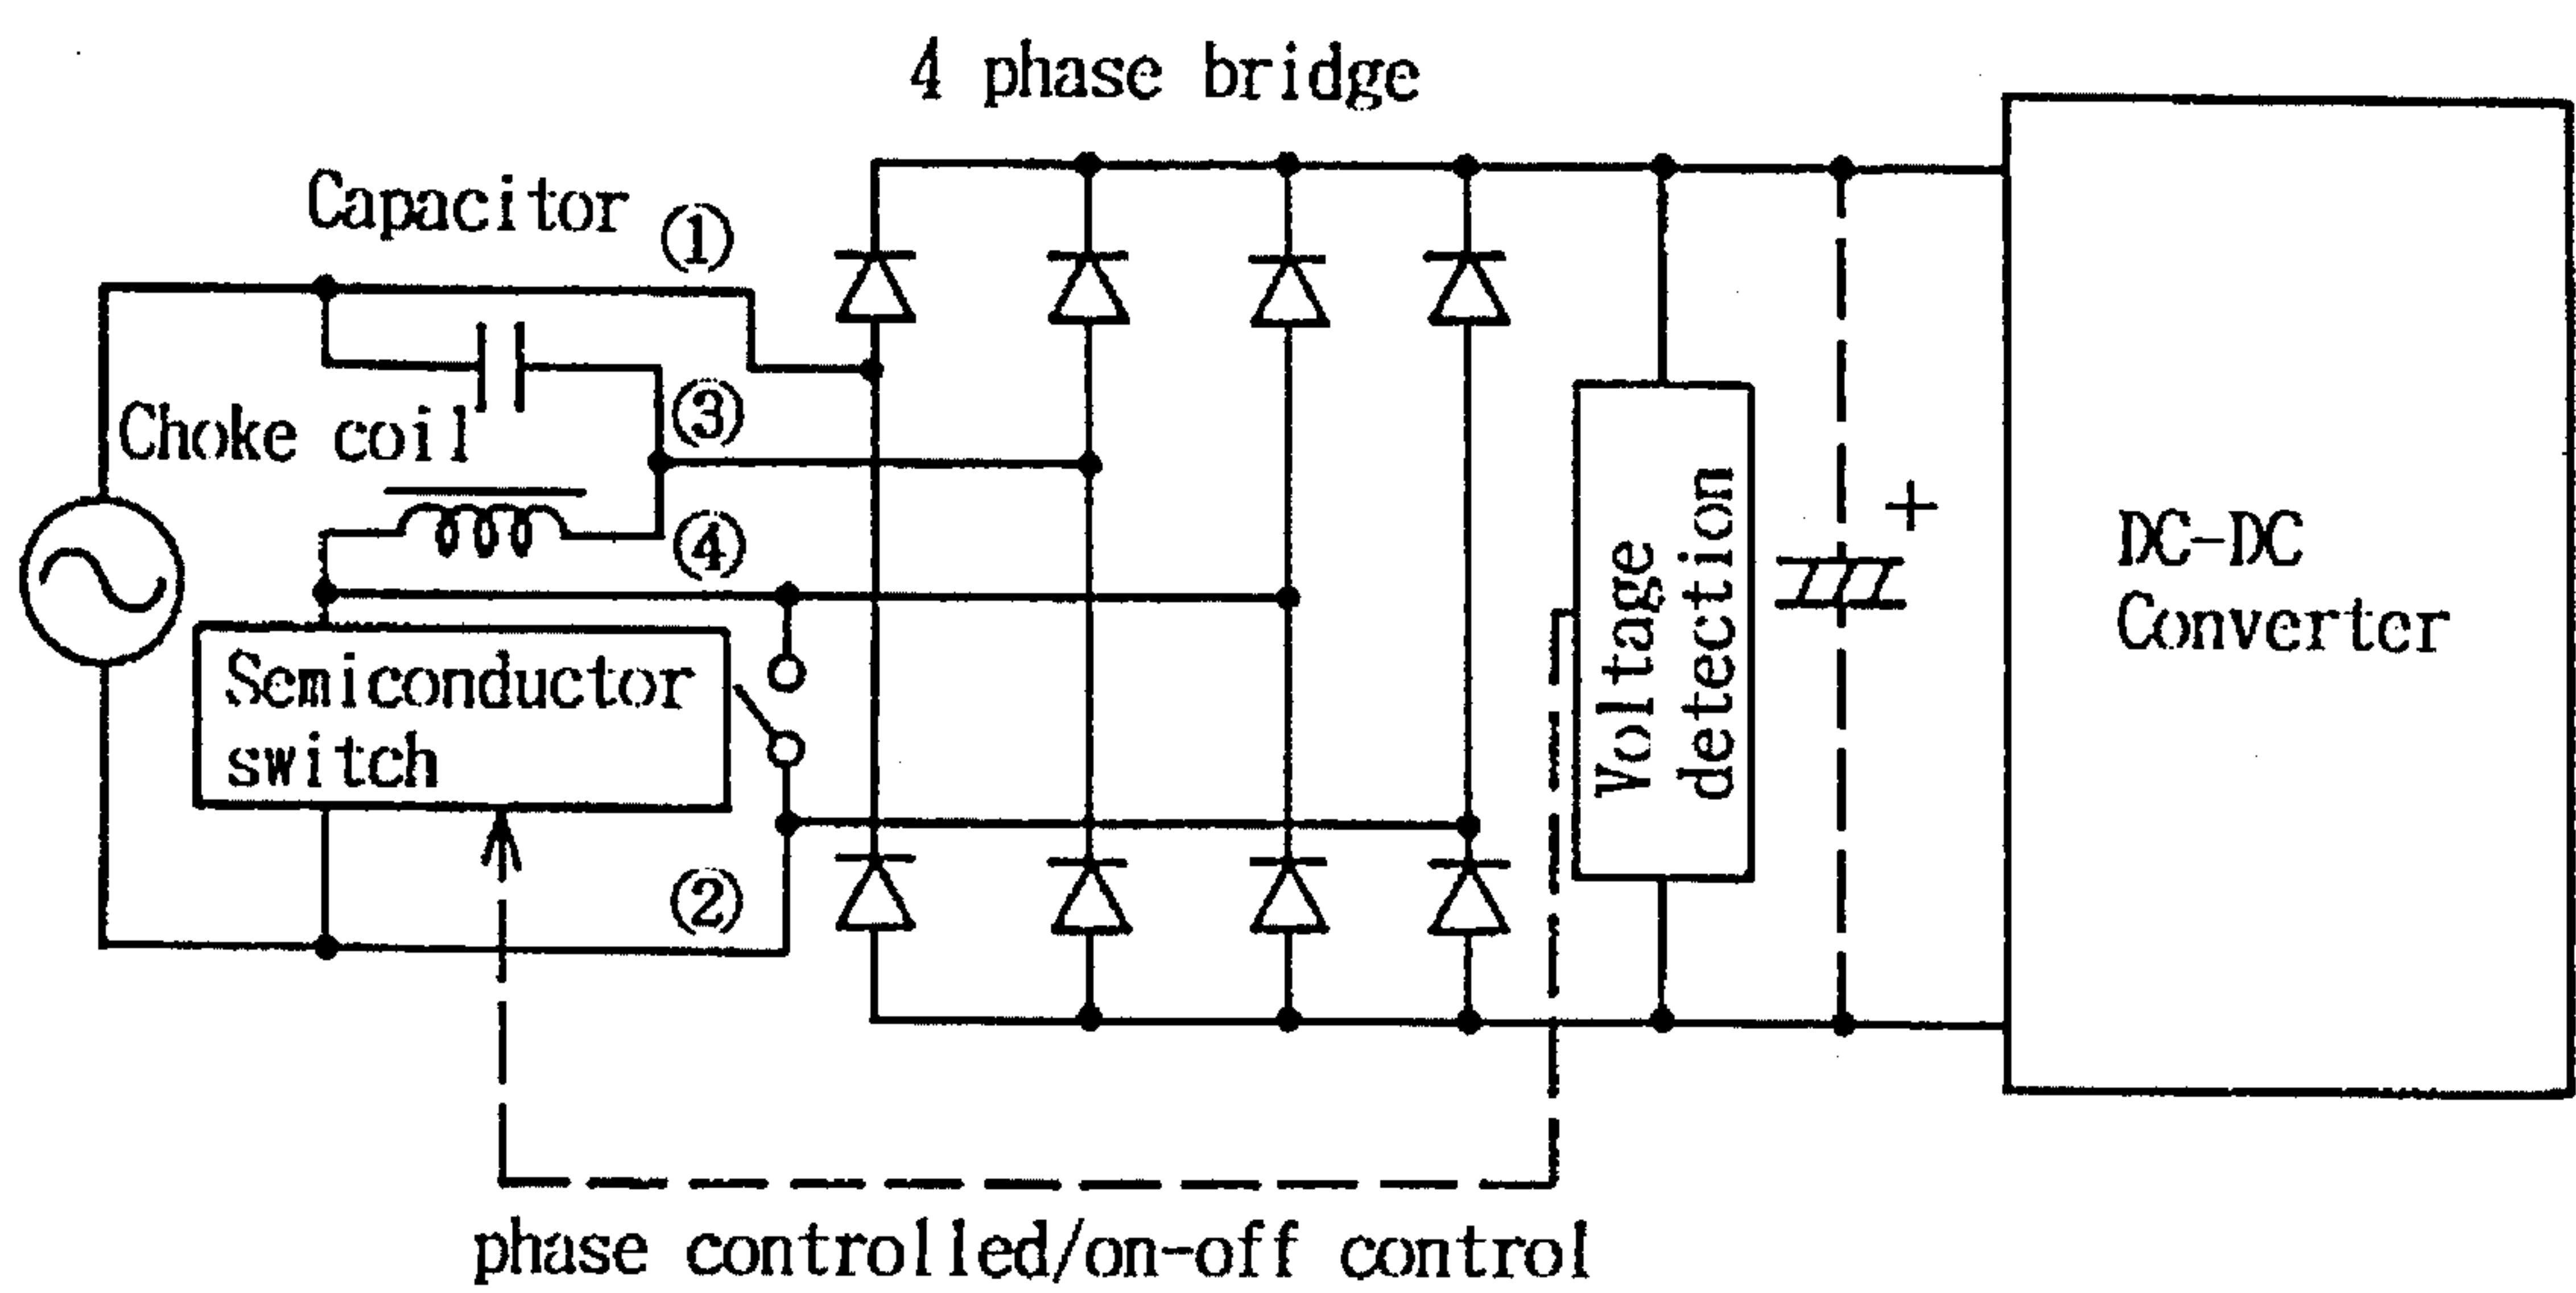 4 phase bridge
Capacitor
①
③
Choke coil
④
Semiconductor
switch
②
Voltage
detection
+
DC-DC
Converter
phase controlled/on-off control